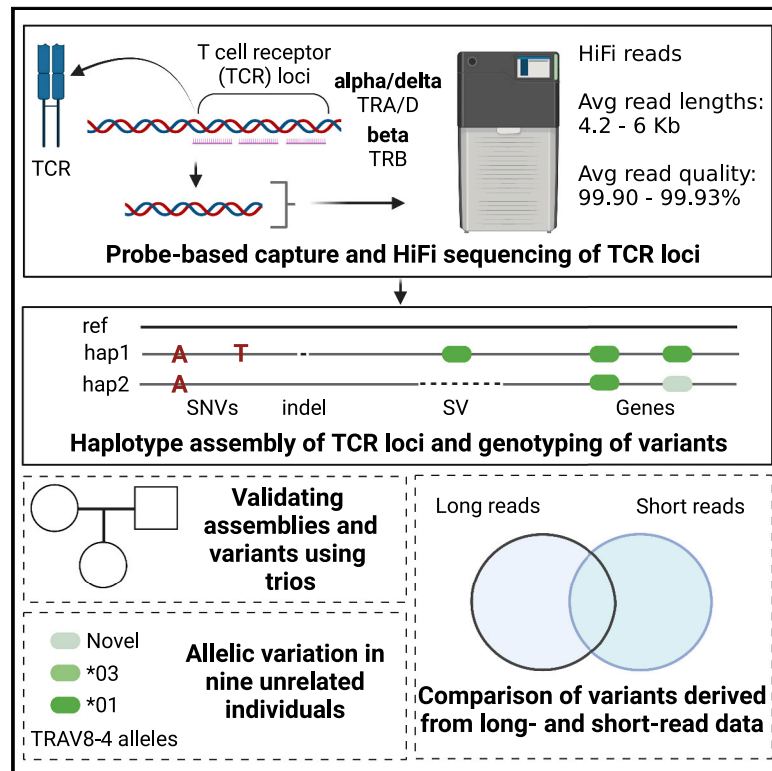 T cell receptor
(TCR) loci
alpha/delta
TRA/D
beta
TRB
TCR
HiFi reads
Avg read lengths:
4.2 - 6 Kb
Avg read quality:
99.90 - 99.93%
Probe-based capture and HiFi sequencing of TCR loci
ref
hap1 A T
hap2 A
SNVs indel SV Genes
Haplotype assembly of TCR loci and genotyping of variants
Validating
assemblies and
variants using
trios
Novel
*03
*01
TRAV8-4 alleles
Allelic variation in
nine unrelated
individuals
Long reads Short reads
Comparison of variants derived
from long- and short-read data